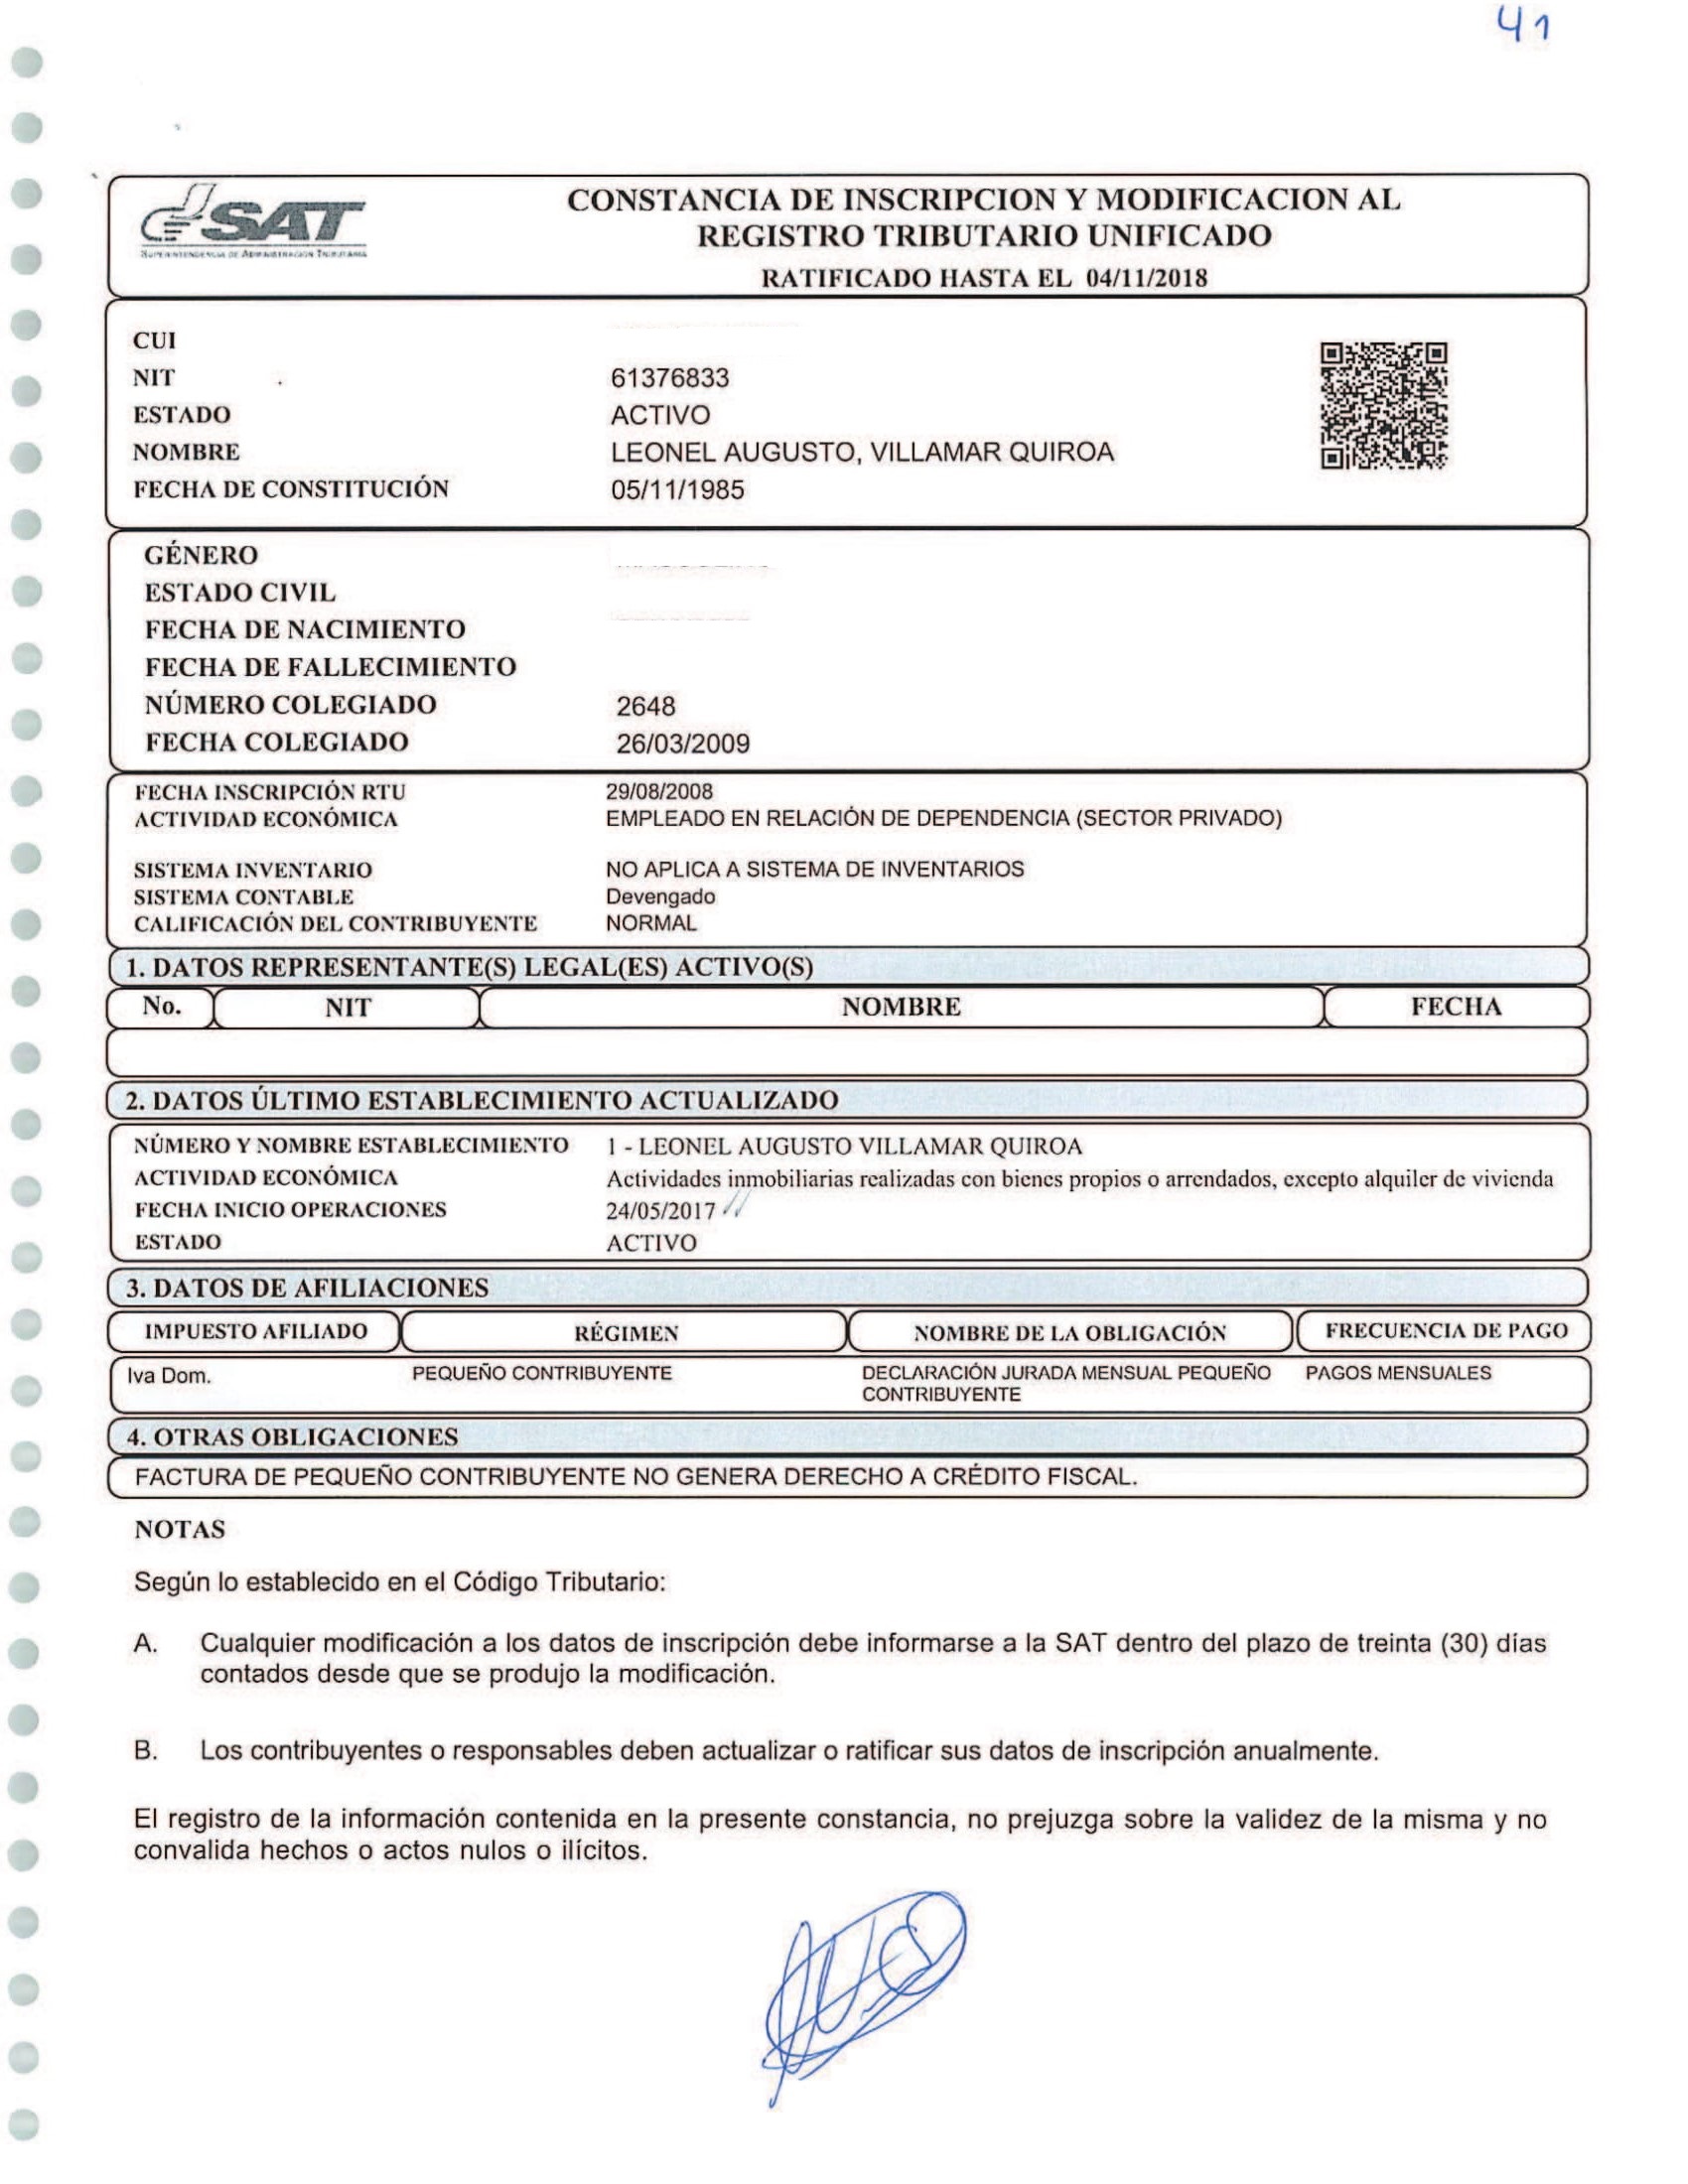 41
SAT
SUPERINTENDENCIA DE ADMINISTRACIÓN TRIBUTARIA
CONSTANCIA DE INSCRIPCION Y MODIFICACION AL
REGISTRO TRIBUTARIO UNIFICADO
RATIFICADO HASTA EL 04/11/2018
CUI
NIT 61376833
ESTADO ACTIVO
NOMBRE LEONEL AUGUSTO, VILLAMAR QUIROA
FECHA DE CONSTITUCIÓN 05/11/1985
GÉNERO
ESTADO CIVIL
FECHA DE NACIMIENTO
FECHA DE FALLECIMIENTO
NÚMERO COLEGIADO 2648
FECHA COLEGIADO 26/03/2009
FECHA INSCRIPCIÓN RTU 29/08/2008
ACTIVIDAD ECONÓMICA EMPLEADO EN RELACIÓN DE DEPENDENCIA (SECTOR PRIVADO)
SISTEMA INVENTARIO NO APLICA A SISTEMA DE INVENTARIOS
SISTEMA CONTABLE Devengado
CALIFICACIÓN DEL CONTRIBUYENTE NORMAL
1. DATOS REPRESENTANTE(S) LEGAL(ES) ACTIVO(S)
No. NIT NOMBRE FECHA
2. DATOS ÚLTIMO ESTABLECIMIENTO ACTUALIZADO
NÚMERO Y NOMBRE ESTABLECIMIENTO 1 - LEONEL AUGUSTO VILLAMAR QUIROA
ACTIVIDAD ECONÓMICA Actividades inmobiliarias realizadas con bienes propios o arrendados, excepto alquiler de vivienda
FECHA INICIO OPERACIONES 24/05/2017
ESTADO ACTIVO
3. DATOS DE AFILIACIONES
IMPUESTO AFILIADO RÉGIMEN NOMBRE DE LA OBLIGACIÓN FRECUENCIA DE PAGO
Iva Dom. PEQUEÑO CONTRIBUYENTE DECLARACIÓN JURADA MENSUAL PEQUEÑO PAGOS MENSUALES
CONTRIBUYENTE
4. OTRAS OBLIGACIONES
FACTURA DE PEQUEÑO CONTRIBUYENTE NO GENERA DERECHO A CRÉDITO FISCAL.
NOTAS
Según lo establecido en el Código Tributario:
A. Cualquier modificación a los datos de inscripción debe informarse a la SAT dentro del plazo de treinta (30) días
contados desde que se produjo la modificación.
B. Los contribuyentes o responsables deben actualizar o ratificar sus datos de inscripción anualmente.
El registro de la información contenida en la presente constancia, no prejuzga sobre la validez de la misma y no
convalida hechos o actos nulos o ilícitos.